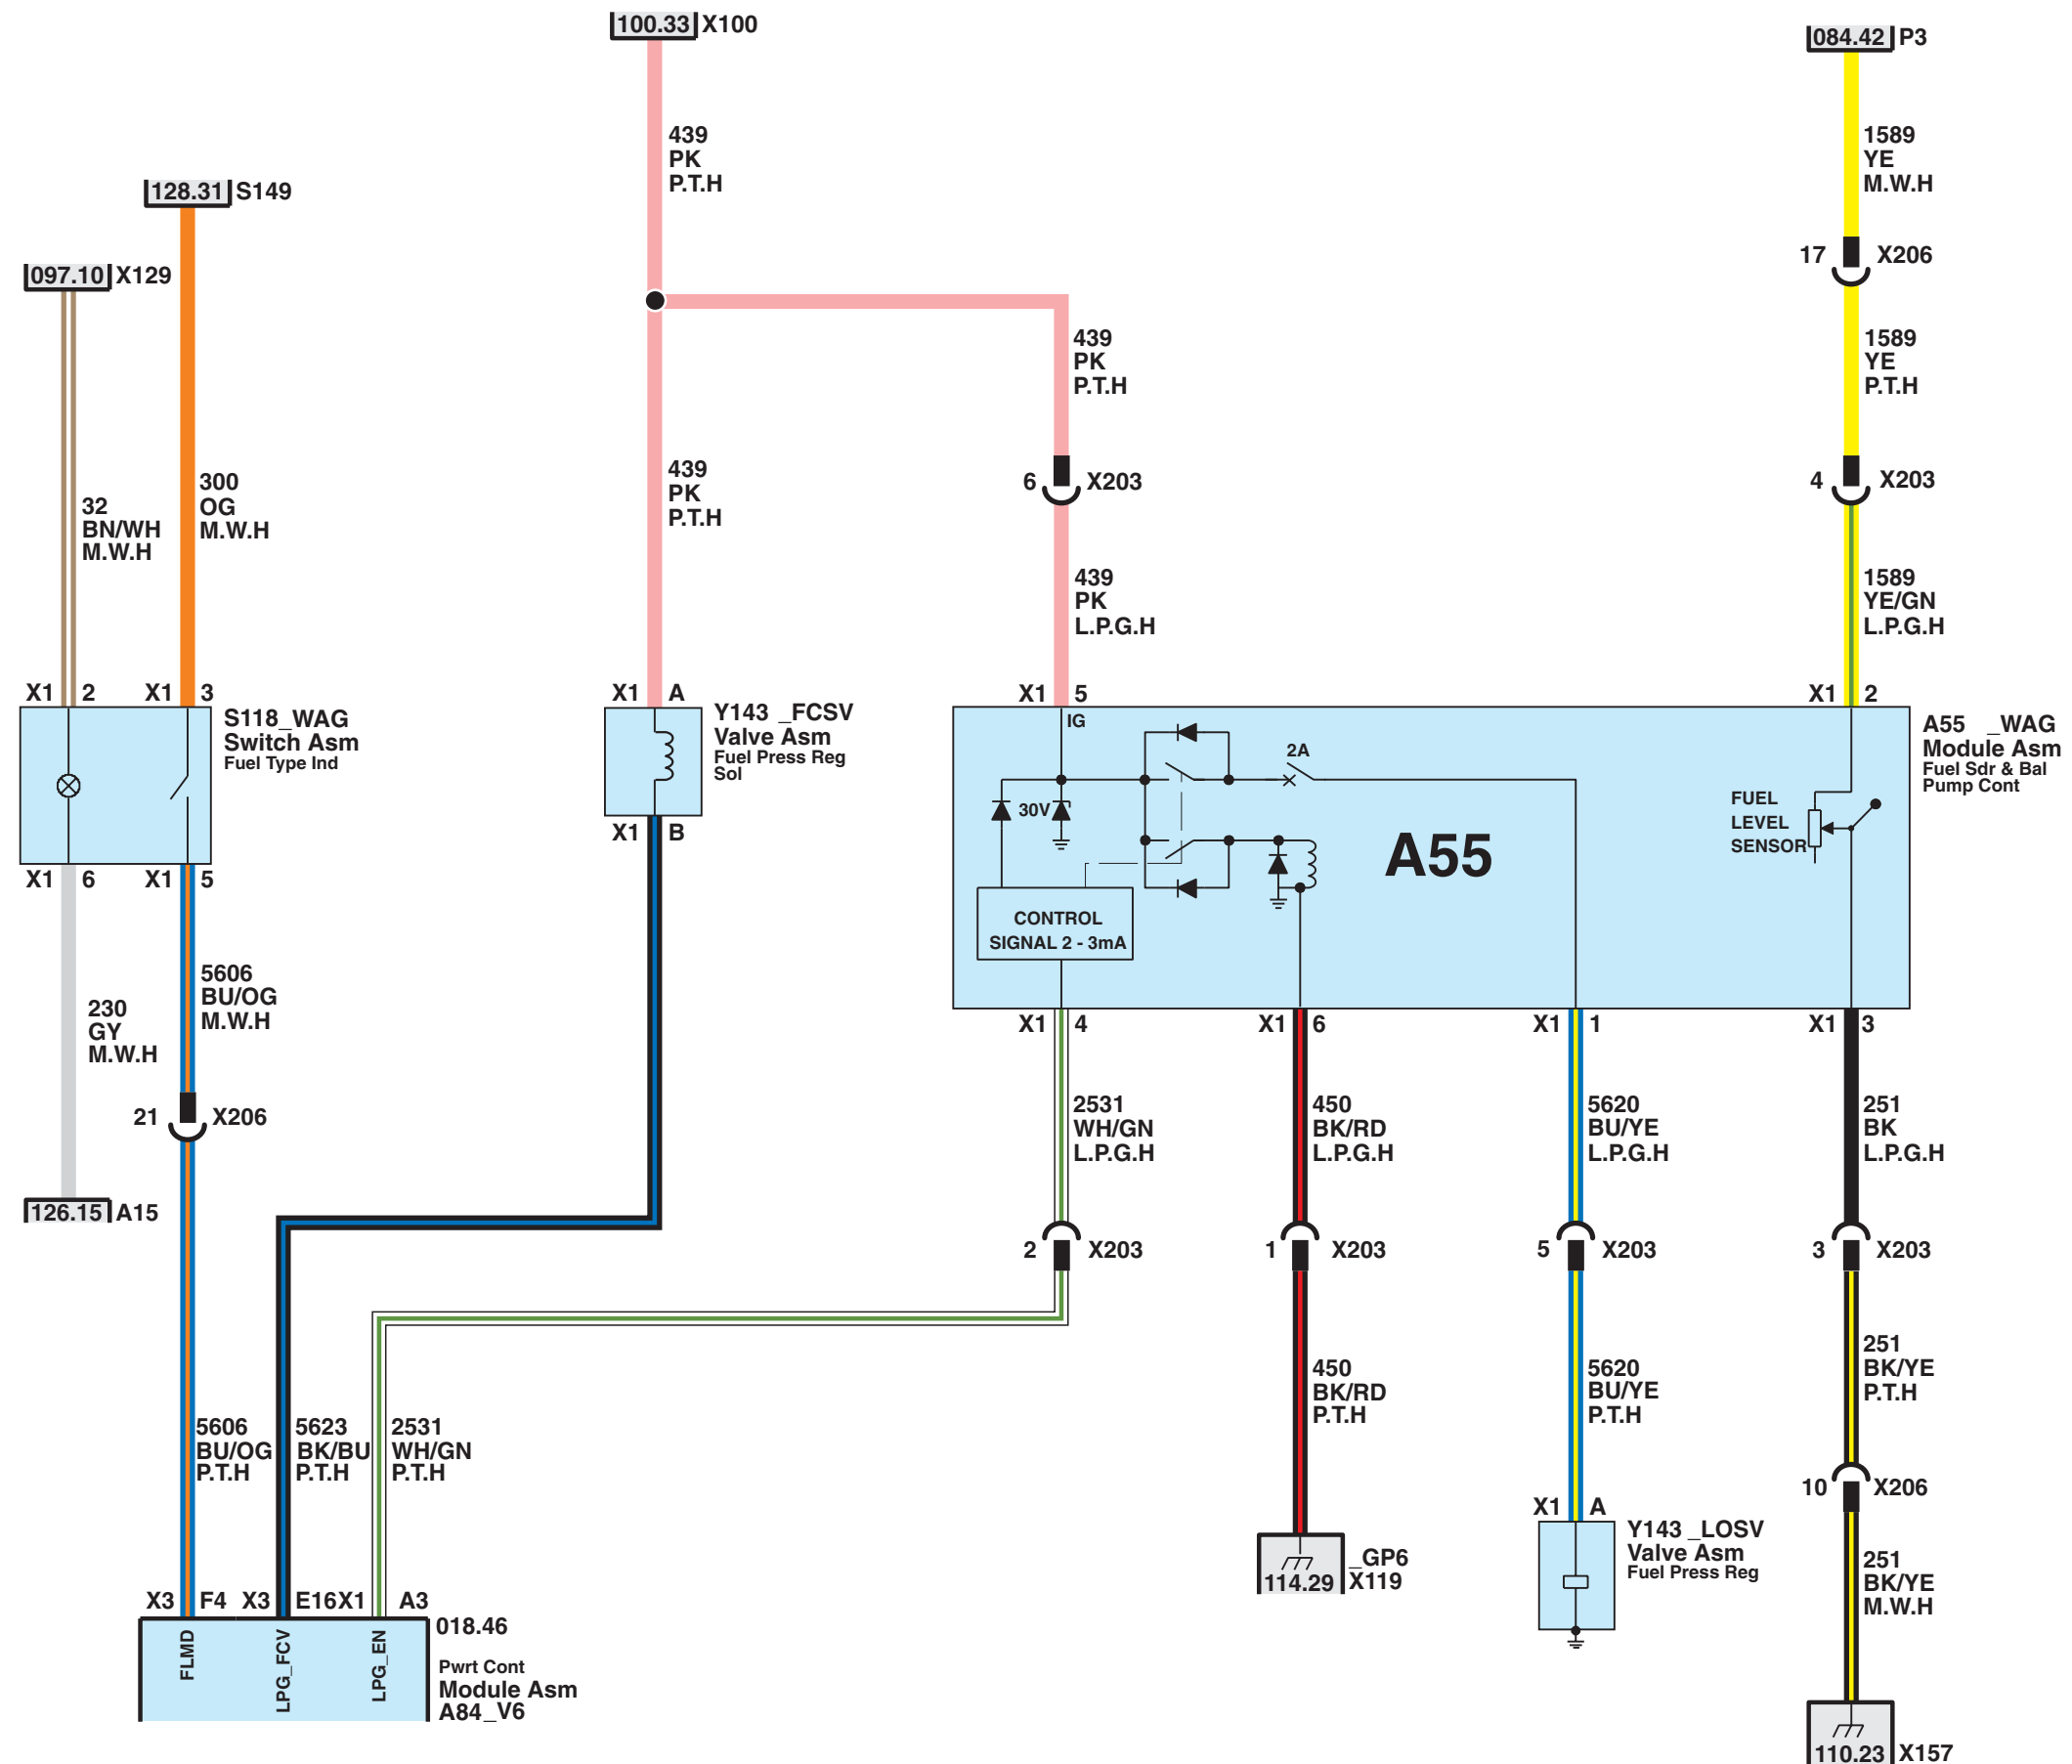 100.33 X100
084.42 P3
439
PK
P.T.H
1589
YE
M.W.H
128.31 S149
17 X206
097.10 X129
439
PK
P.T.H
1589
YE
P.T.H
439
PK
P.T.H
6 X203
4 X203
32
BN/WH
M.W.H
300
OG
M.W.H
439
PK
L.P.G.H
1589
YE/GN
L.P.G.H
X1 2 X1 3
X1 A
X1 5
X1 2
S118_WAG
Switch Asm
Fuel Type Ind
Y143 _FCSV
Valve Asm
Fuel Press Reg
Sol
IG
2A
30V
A55
FUEL
LEVEL
SENSOR
A55 _WAG
Module Asm
Fuel Sdr & Bal
Pump Cont
X1 B
CONTROL
SIGNAL 2 - 3mA
X1 6 X1 5
5606
BU/OG
M.W.H
230
GY
M.W.H
X1 4
X1 6
X1 1
X1 3
21 X206
2531
WH/GN
L.P.G.H
450
BK/RD
L.P.G.H
5620
BU/YE
L.P.G.H
251
BK
L.P.G.H
126.15 A15
2 X203
1 X203
5 X203
3 X203
450
BK/RD
P.T.H
5620
BU/YE
P.T.H
251
BK/YE
P.T.H
5606
BU/OG
P.T.H
5623
BK/BU
P.T.H
2531
WH/GN
P.T.H
10 X206
X1 A
Y143 _LOSV
Valve Asm
Fuel Press Reg
251
BK/YE
M.W.H
_GP6
114.29 X119
X3 F4 X3 E16 X1 A3
FLMD
LPG_FCV
LPG_EN
018.46
Pwrt Cont
Module Asm
A84_V6
110.23 X157